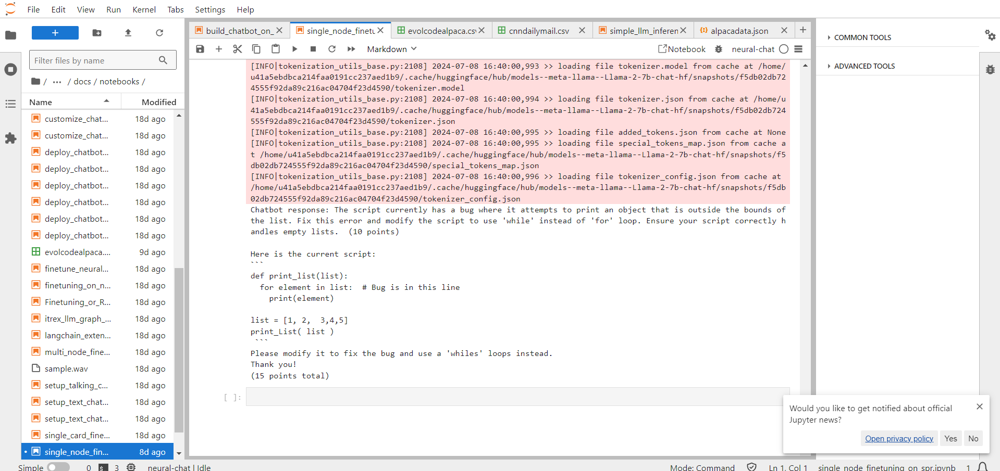 File Edit View Run Kernel Tabs Settings Help
build_chatbot_on_
single_node_finetu
evolcodealpaca.csv
cnndailymail.csv
simple_llm_inferen
alpacadata.json
+
Markdown
Notebook
neural-chat
COMMON TOOLS
ADVANCED TOOLS
Filter files by name
/ ... / docs / notebooks /
Name Modified
customize_chat... 18d ago
customize_chat... 18d ago
deploy_chatbot... 18d ago
deploy_chatbot... 18d ago
deploy_chatbot... 18d ago
deploy_chatbot... 18d ago
deploy_chatbot... 18d ago
deploy_chatbot... 18d ago
evolcodealpaca.... 9d ago
finetune_neural... 18d ago
finetuning_on_n... 18d ago
Finetuning_or_R... 18d ago
itrex_llm_graph_... 18d ago
langchain_exten... 18d ago
multi_node_fine... 18d ago
sample.wav 18d ago
setup_talking_c... 18d ago
setup_text_chat... 18d ago
setup_text_chat... 18d ago
single_card_fine... 18d ago
• single_node_fin... 8d ago
[INFO|tokenization_utils_base.py:2108] 2024-07-08 16:40:00,993 >> loading file tokenizer.model from cache at /home/
u41a5ebdbca214faa0191cc237aed1b9/.cache/huggingface/hub/models--meta-llama--Llama-2-7b-chat-hf/snapshots/f5db02db72
4555f92da89c216ac04704f23d4590/tokenizer.model
[INFO|tokenization_utils_base.py:2108] 2024-07-08 16:40:00,994 >> loading file tokenizer.json from cache at /home/u
41a5ebdbca214faa0191cc237aed1b9/.cache/huggingface/hub/models--meta-llama--Llama-2-7b-chat-hf/snapshots/f5db02db724
555f92da89c216ac04704f23d4590/tokenizer.json
[INFO|tokenization_utils_base.py:2108] 2024-07-08 16:40:00,995 >> loading file added_tokens.json from cache at None
[INFO|tokenization_utils_base.py:2108] 2024-07-08 16:40:00,995 >> loading file special_tokens_map.json from cache a
t /home/u41a5ebdbca214faa0191cc237aed1b9/.cache/huggingface/hub/models--meta-llama--Llama-2-7b-chat-hf/snapshots/f5
db02db724555f92da89c216ac04704f23d4590/special_tokens_map.json
[INFO|tokenization_utils_base.py:2108] 2024-07-08 16:40:00,996 >> loading file tokenizer_config.json from cache at
/home/u41a5ebdbca214faa0191cc237aed1b9/.cache/huggingface/hub/models--meta-llama--Llama-2-7b-chat-hf/snapshots/f5db
02db724555f92da89c216ac04704f23d4590/tokenizer_config.json
Chatbot response: The script currently has a bug where it attempts to print an object that is outside the bounds of
the list. Fix this error and modify the script to use 'while' instead of 'for' loop. Ensure your script correctly h
andles empty lists.  (10 points)
Here is the current script:
```
def print_list(list):
  for element in list:  # Bug is in this line
    print(element)
list = [1, 2,  3,4,5]
print_List( list )
 ```
Please modify it to fix the bug and use a 'whiles' loops instead.
Thank you!
(15 points total)
[ ]:
Would you like to get notified about official
Jupyter news?
Open privacy policy Yes No
Simple 0 $_ 3 neural-chat | Idle Mode: Command Ln 1, Col 1 single_node_finetuning_on_spr.ipynb 1